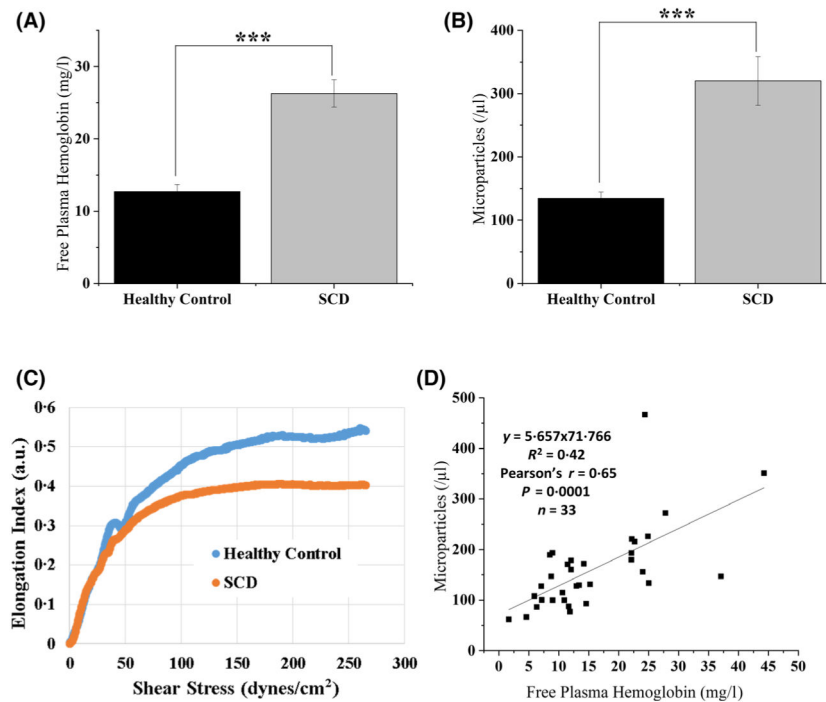 (A)
***
Free Plasma Hemoglobin (mg/l)
30
20
10
0
Healthy Control
SCD
(B)
***
Microparticles (/µl)
400
300
200
100
0
Healthy Control
SCD
(C)
Elongation Index (a.u.)
0·6
0·5
0·4
0·3
0·2
0·1
0
Healthy Control
SCD
0 50 100 150 200 250 300
Shear Stress (dynes/cm²)
(D)
Microparticles (/µl)
500
400
300
200
100
0
y = 5·657x71·766
R² = 0·42
Pearson's r = 0·65
P = 0·0001
n = 33
0 5 10 15 20 25 30 35 40 45 50
Free Plasma Hemoglobin (mg/l)